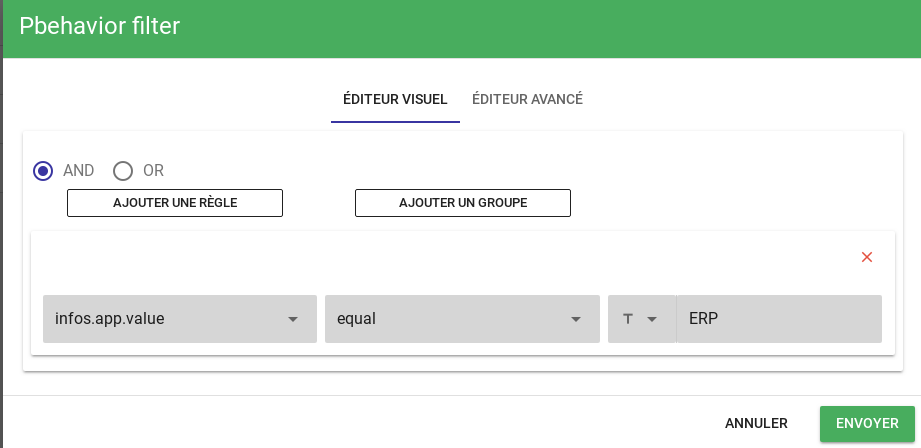 Pbehavior filter
ÉDITEUR VISUEL ÉDITEUR AVANCÉ
AND OR
AJOUTER UNE RÈGLE AJOUTER UN GROUPE
infos.app.value equal T ERP
ANNULER ENVOYER